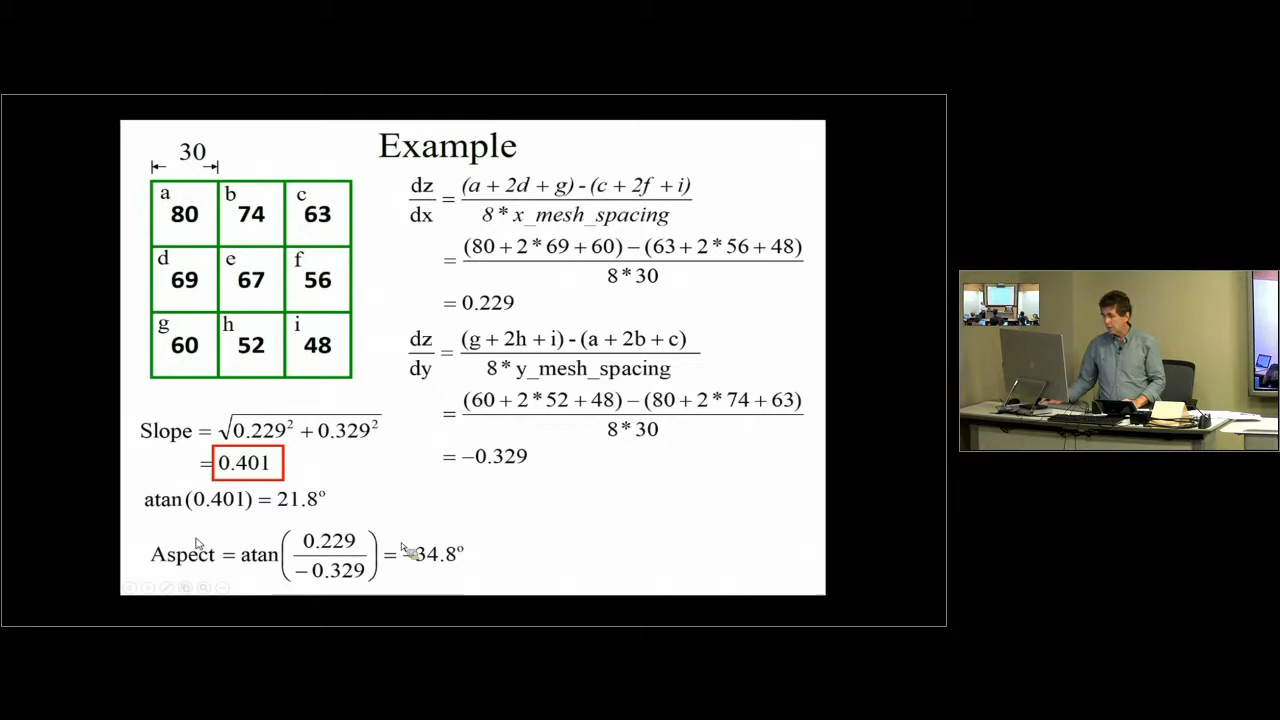 Example
30
a b c
80 74 63
d e f
69 67 56
g h i
60 52 48
dz/dx = (a + 2d + g) - (c + 2f + i) / 8 * x_mesh_spacing
= (80 + 2 * 69 + 60) − (63 + 2 * 56 + 48) / 8 * 30
= 0.229
dz/dy = (g + 2h + i) - (a + 2b + c) / 8 * y_mesh_spacing
= (60 + 2 * 52 + 48) − (80 + 2 * 74 + 63) / 8 * 30
= −0.329
Slope = √0.229² + 0.329²
= 0.401
atan(0.401) = 21.8º
Aspect = atan(0.229 / −0.329) = −34.8º